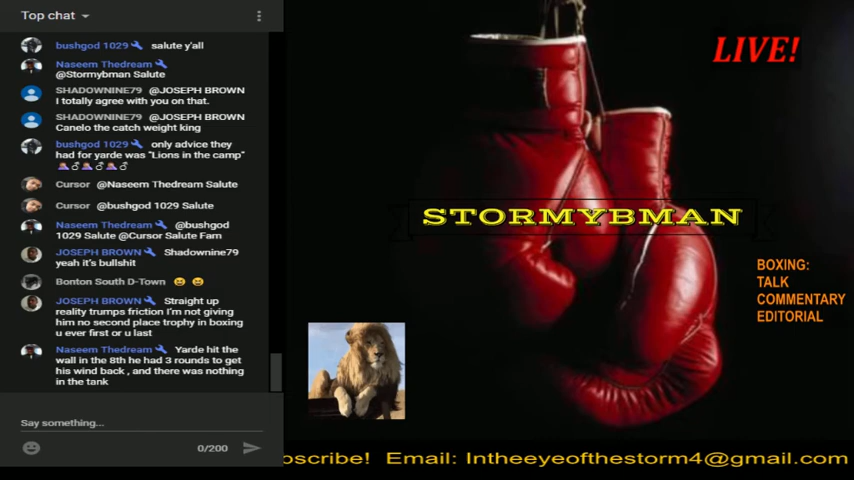 Top chat
bushgod 1029 salute y'all
Naseem Thedream
@Stormybman Salute
SHADOWNINE79 @JOSEPH BROWN
I totally agree with you on that.
SHADOWNINE79 @JOSEPH BROWN
Canelo the catch weight king
bushgod 1029 only advice they
had for yarde was "Lions in the camp"
Cursor @Naseem Thedream Salute
Cursor @bushgod 1029 Salute
Naseem Thedream @bushgod
1029 Salute @Cursor Salute Fam
JOSEPH BROWN Shadownine79
yeah it's bullshit
Bonton South D-Town
JOSEPH BROWN Straight up
reality trumps friction I'm not giving
him no second place trophy in boxing
u ever first or u last
Naseem Thedream Yarde hit the
wall in the 8th he had 3 rounds to get
his wind back , and there was nothing
in the tank
Say something...
0/200
LIVE!
STORMYBMAN
BOXING:
TALK
COMMENTARY
EDITORIAL
oscribe! Email: Intheeyeofthestorm4@gmail.com